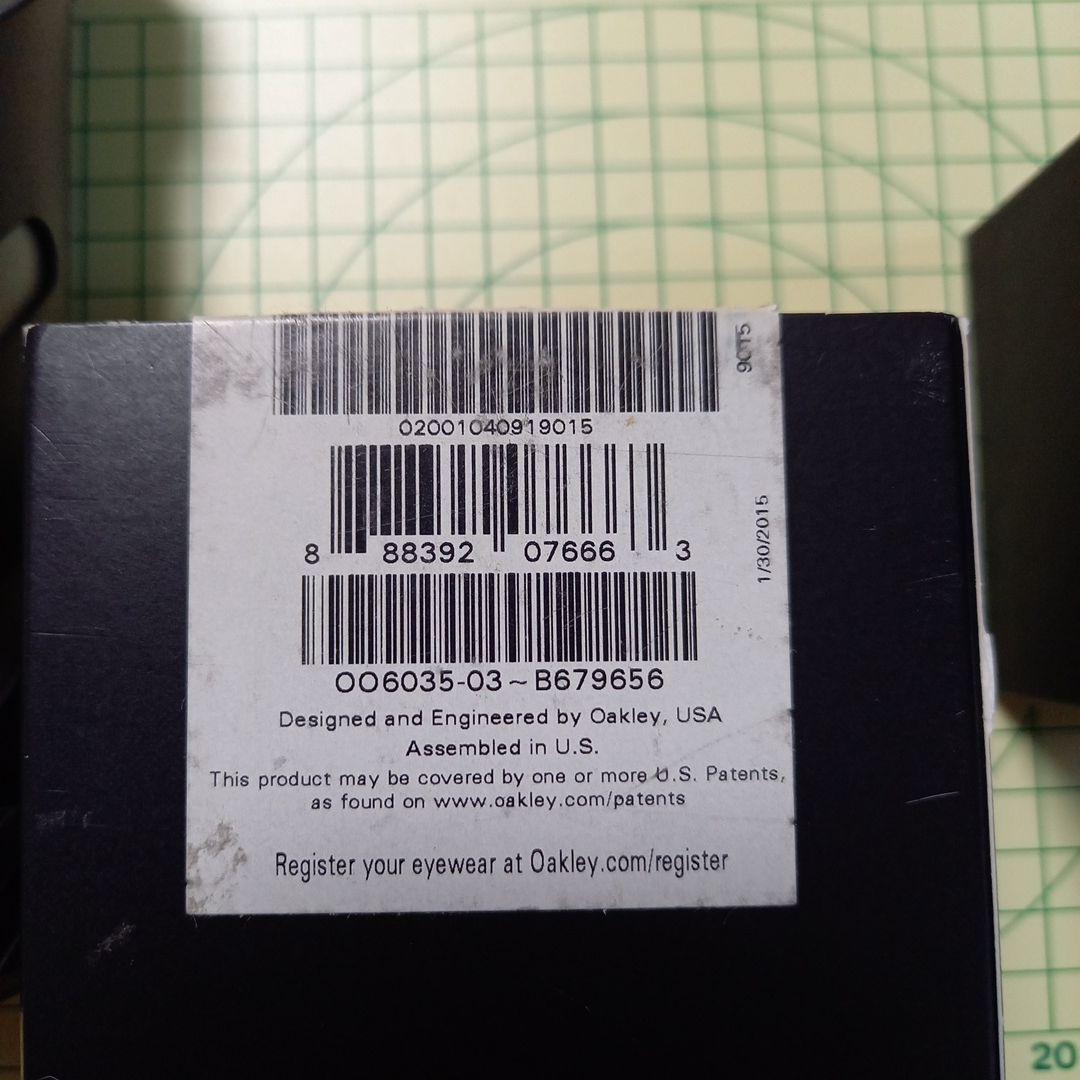 9OT5
02001040919015
8 88392 07666 3
1/30/2015
OO6035-03 ~ B679656
Designed and Engineered by Oakley, USA
Assembled in U.S.
This product may be covered by one or more U.S. Patents,
as found on www.oakley.com/patents
Register your eyewear at Oakley.com/register
20